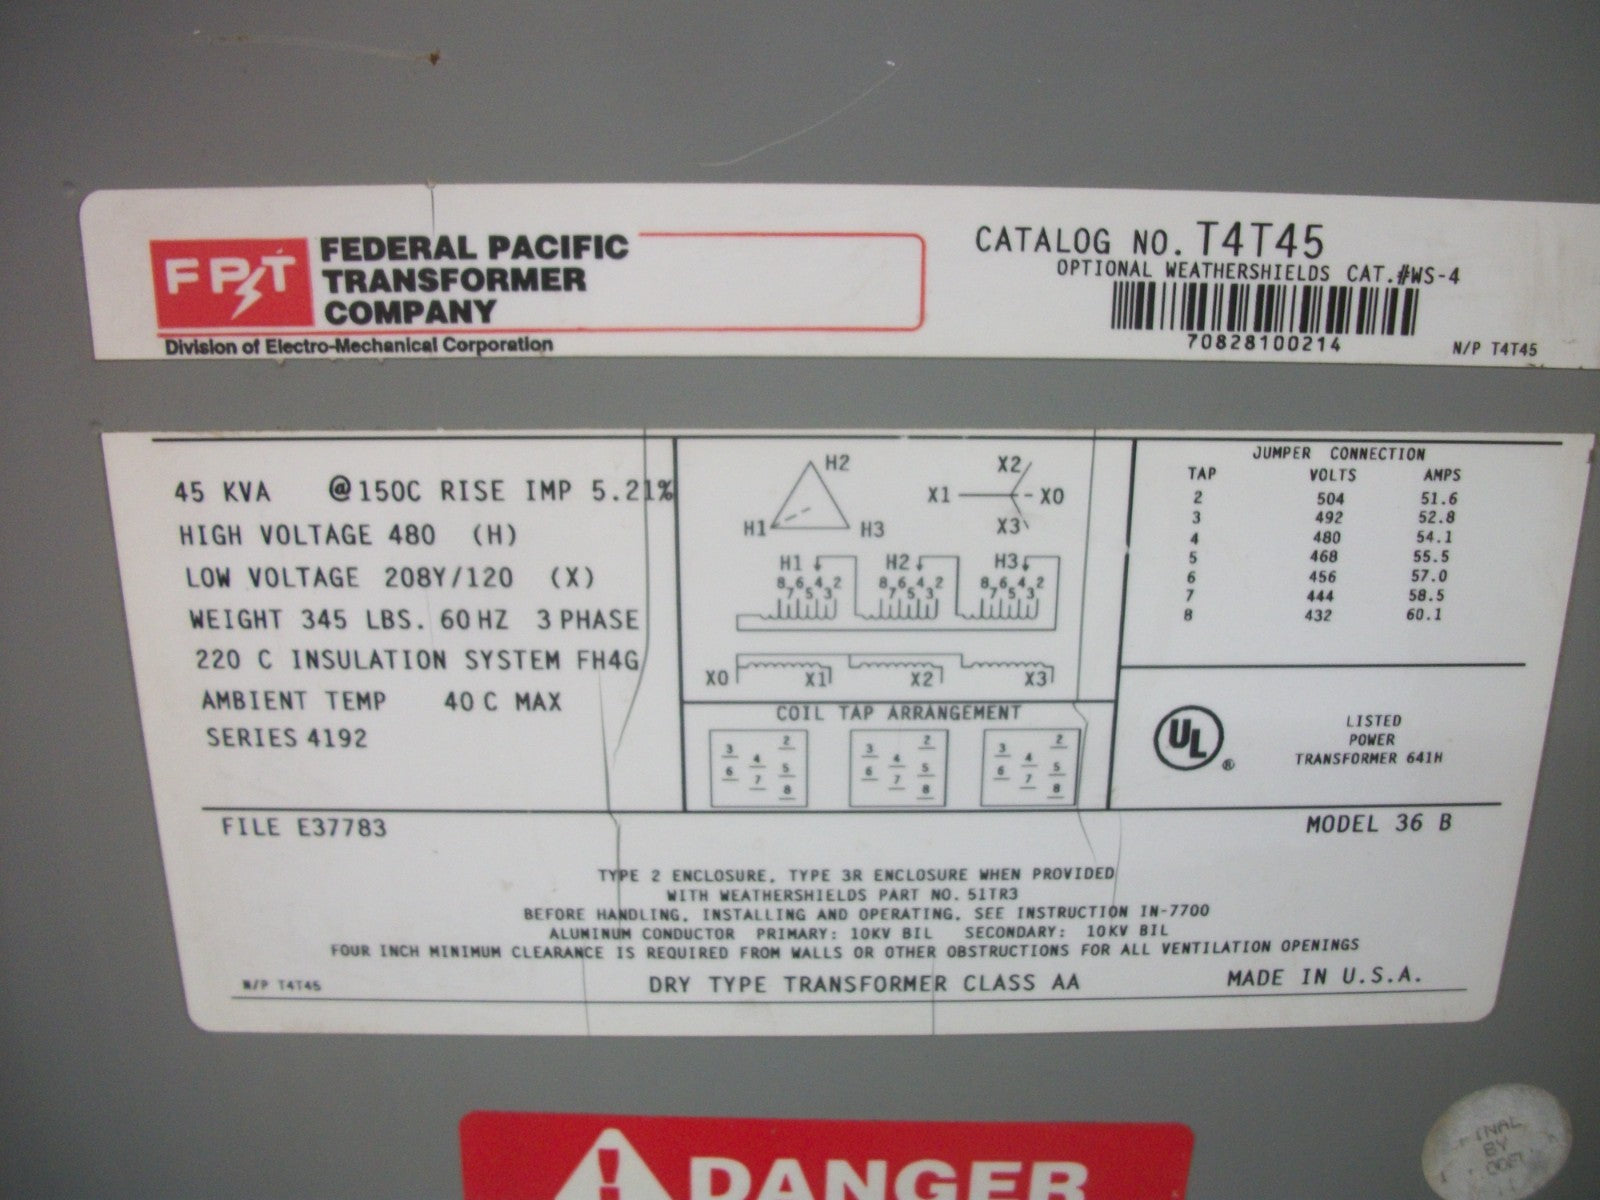 FPT FEDERAL PACIFIC
TRANSFORMER
COMPANY
Division of Electro-Mechanical Corporation
CATALOG NO. T4T45
OPTIONAL WEATHERSHIELDS CAT.#WS-4
70828100214
N/P T4T45
45 KVA @150C RISE IMP 5.21%
HIGH VOLTAGE 480 (H)
LOW VOLTAGE 208Y/120 (X)
WEIGHT 345 LBS. 60 HZ 3 PHASE
220 C INSULATION SYSTEM FH4G
AMBIENT TEMP 40 C MAX
SERIES 4192
H2
H1 H3
X2
X1 X0
X3
H1 H2 H3
8 6 4 2 8 6 4 2 8 6 4 2
7 5 3 7 5 3 7 5 3
X0 X1 X2 X3
COIL TAP ARRANGEMENT
3 2 3 2 3 2
4 4 4
6 5 6 5 6 5
7 7 7
8 8 8
JUMPER CONNECTION
TAP VOLTS AMPS
2 504 51.6
3 492 52.8
4 480 54.1
5 468 55.5
6 456 57.0
7 444 58.5
8 432 60.1
UL ®
LISTED
POWER
TRANSFORMER 641H
FILE E37783
MODEL 36 B
TYPE 2 ENCLOSURE, TYPE 3R ENCLOSURE WHEN PROVIDED
WITH WEATHERSHIELDS PART NO. 51TR3
BEFORE HANDLING, INSTALLING AND OPERATING, SEE INSTRUCTION IN-7700
ALUMINUM CONDUCTOR PRIMARY: 10KV BIL SECONDARY: 10KV BIL
FOUR INCH MINIMUM CLEARANCE IS REQUIRED FROM WALLS OR OTHER OBSTRUCTIONS FOR ALL VENTILATION OPENINGS
N/P T4T45
DRY TYPE TRANSFORMER CLASS AA
MADE IN U.S.A.
DANGER
BY